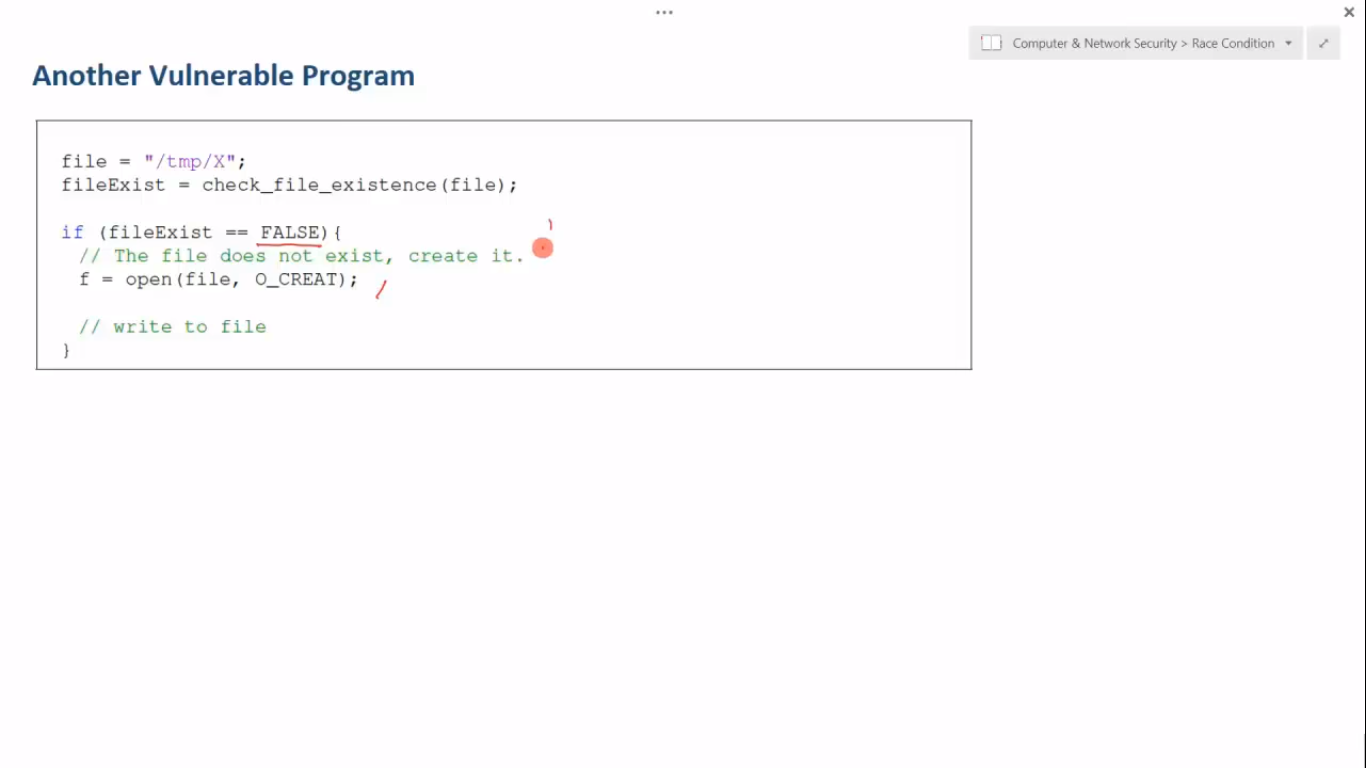 Computer & Network Security > Race Condition
Another Vulnerable Program
file = "/tmp/X";
fileExist = check_file_existence(file);
if (fileExist == FALSE){
// The file does not exist, create it.
f = open(file, O_CREAT);
// write to file
}